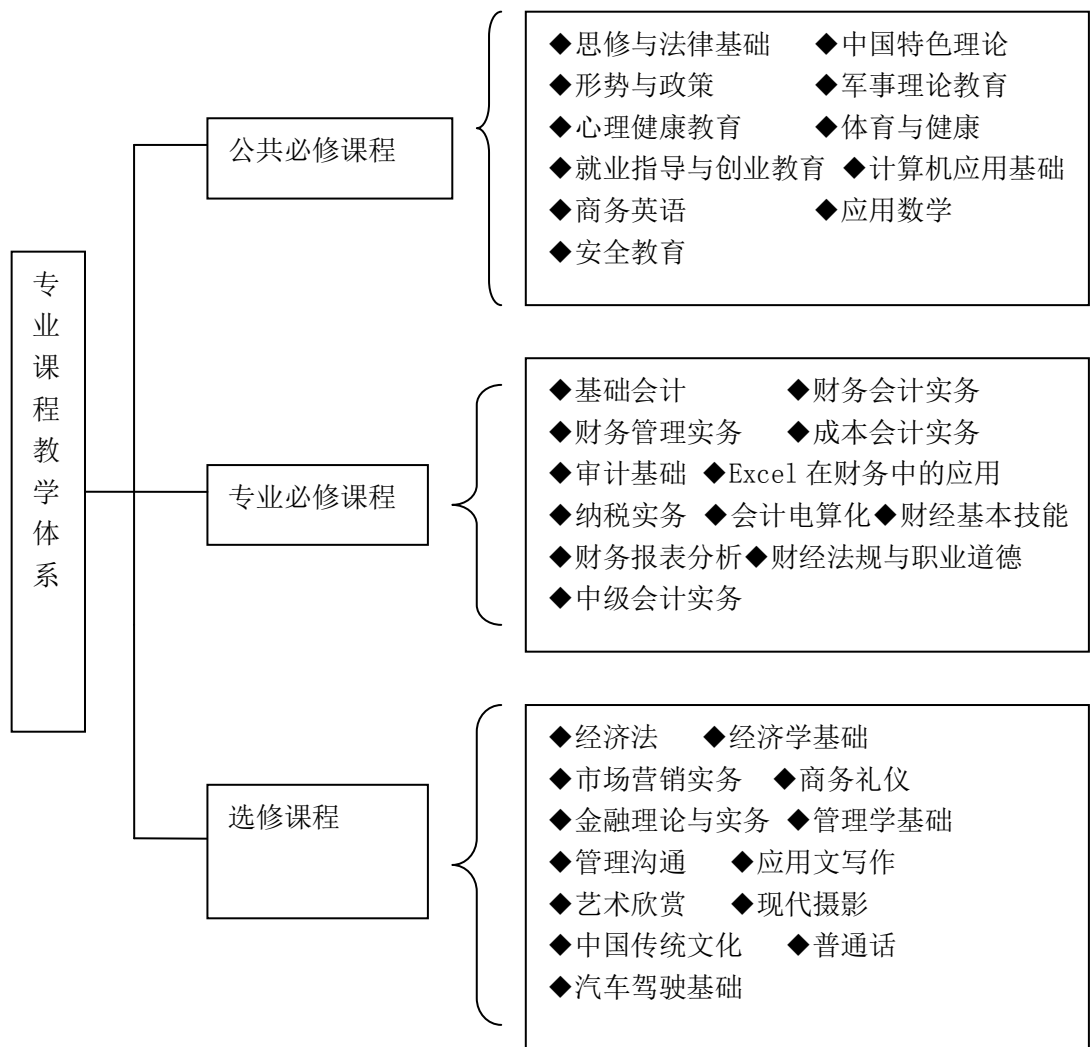 专业课程教学体系
公共必修课程
◆思修与法律基础 ◆中国特色理论
◆形势与政策 ◆军事理论教育
◆心理健康教育 ◆体育与健康
◆就业指导与创业教育 ◆计算机应用基础
◆商务英语 ◆应用数学
◆安全教育
专业必修课程
◆基础会计 ◆财务会计实务
◆财务管理实务 ◆成本会计实务
◆审计基础 ◆Excel 在财务中的应用
◆纳税实务 ◆会计电算化◆财经基本技能
◆财务报表分析◆财经法规与职业道德
◆中级会计实务
选修课程
◆经济法 ◆经济学基础
◆市场营销实务 ◆商务礼仪
◆金融理论与实务 ◆管理学基础
◆管理沟通 ◆应用文写作
◆艺术欣赏 ◆现代摄影
◆中国传统文化 ◆普通话
◆汽车驾驶基础